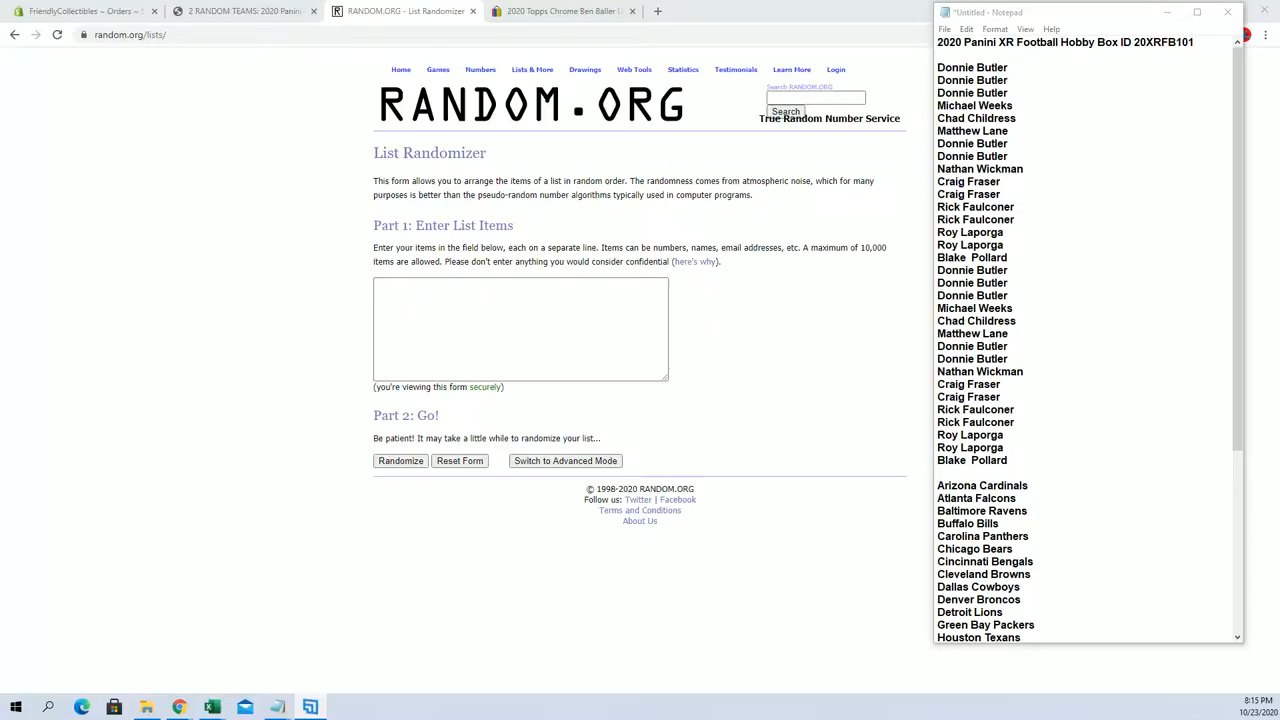 FriendlyCollectibles ~ Orders ~ S
2 RANDOM TEAMS: 2020 Panini
RANDOM.ORG - List Randomizer
2020 Topps Chrome Ben Baller U
random.org/lists/
Home Games Numbers Lists & More Drawings Web Tools Statistics Testimonials Learn More Login
RANDOM.ORG
Search RANDOM.ORG
Search
True Random Number Service
List Randomizer
This form allows you to arrange the items of a list in random order. The randomness comes from atmospheric noise, which for many
purposes is better than the pseudo-random number algorithms typically used in computer programs.
Part 1: Enter List Items
Enter your items in the field below, each on a separate line. Items can be numbers, names, email addresses, etc. A maximum of 10,000
items are allowed. Please don't enter anything you would consider confidential (here's why).
(you're viewing this form securely)
Part 2: Go!
Be patient! It may take a little while to randomize your list...
Randomize Reset Form Switch to Advanced Mode
© 1998-2020 RANDOM.ORG
Follow us: Twitter | Facebook
Terms and Conditions
About Us
*Untitled - Notepad
File Edit Format View Help
2020 Panini XR Football Hobby Box ID 20XRFB101
Donnie Butler
Donnie Butler
Donnie Butler
Michael Weeks
Chad Childress
Matthew Lane
Donnie Butler
Donnie Butler
Nathan Wickman
Craig Fraser
Craig Fraser
Rick Faulconer
Rick Faulconer
Roy Laporga
Roy Laporga
Blake  Pollard
Donnie Butler
Donnie Butler
Donnie Butler
Michael Weeks
Chad Childress
Matthew Lane
Donnie Butler
Donnie Butler
Nathan Wickman
Craig Fraser
Craig Fraser
Rick Faulconer
Rick Faulconer
Roy Laporga
Roy Laporga
Blake  Pollard
Arizona Cardinals
Atlanta Falcons
Baltimore Ravens
Buffalo Bills
Carolina Panthers
Chicago Bears
Cincinnati Bengals
Cleveland Browns
Dallas Cowboys
Denver Broncos
Detroit Lions
Green Bay Packers
Houston Texans
8:15 PM
10/23/2020